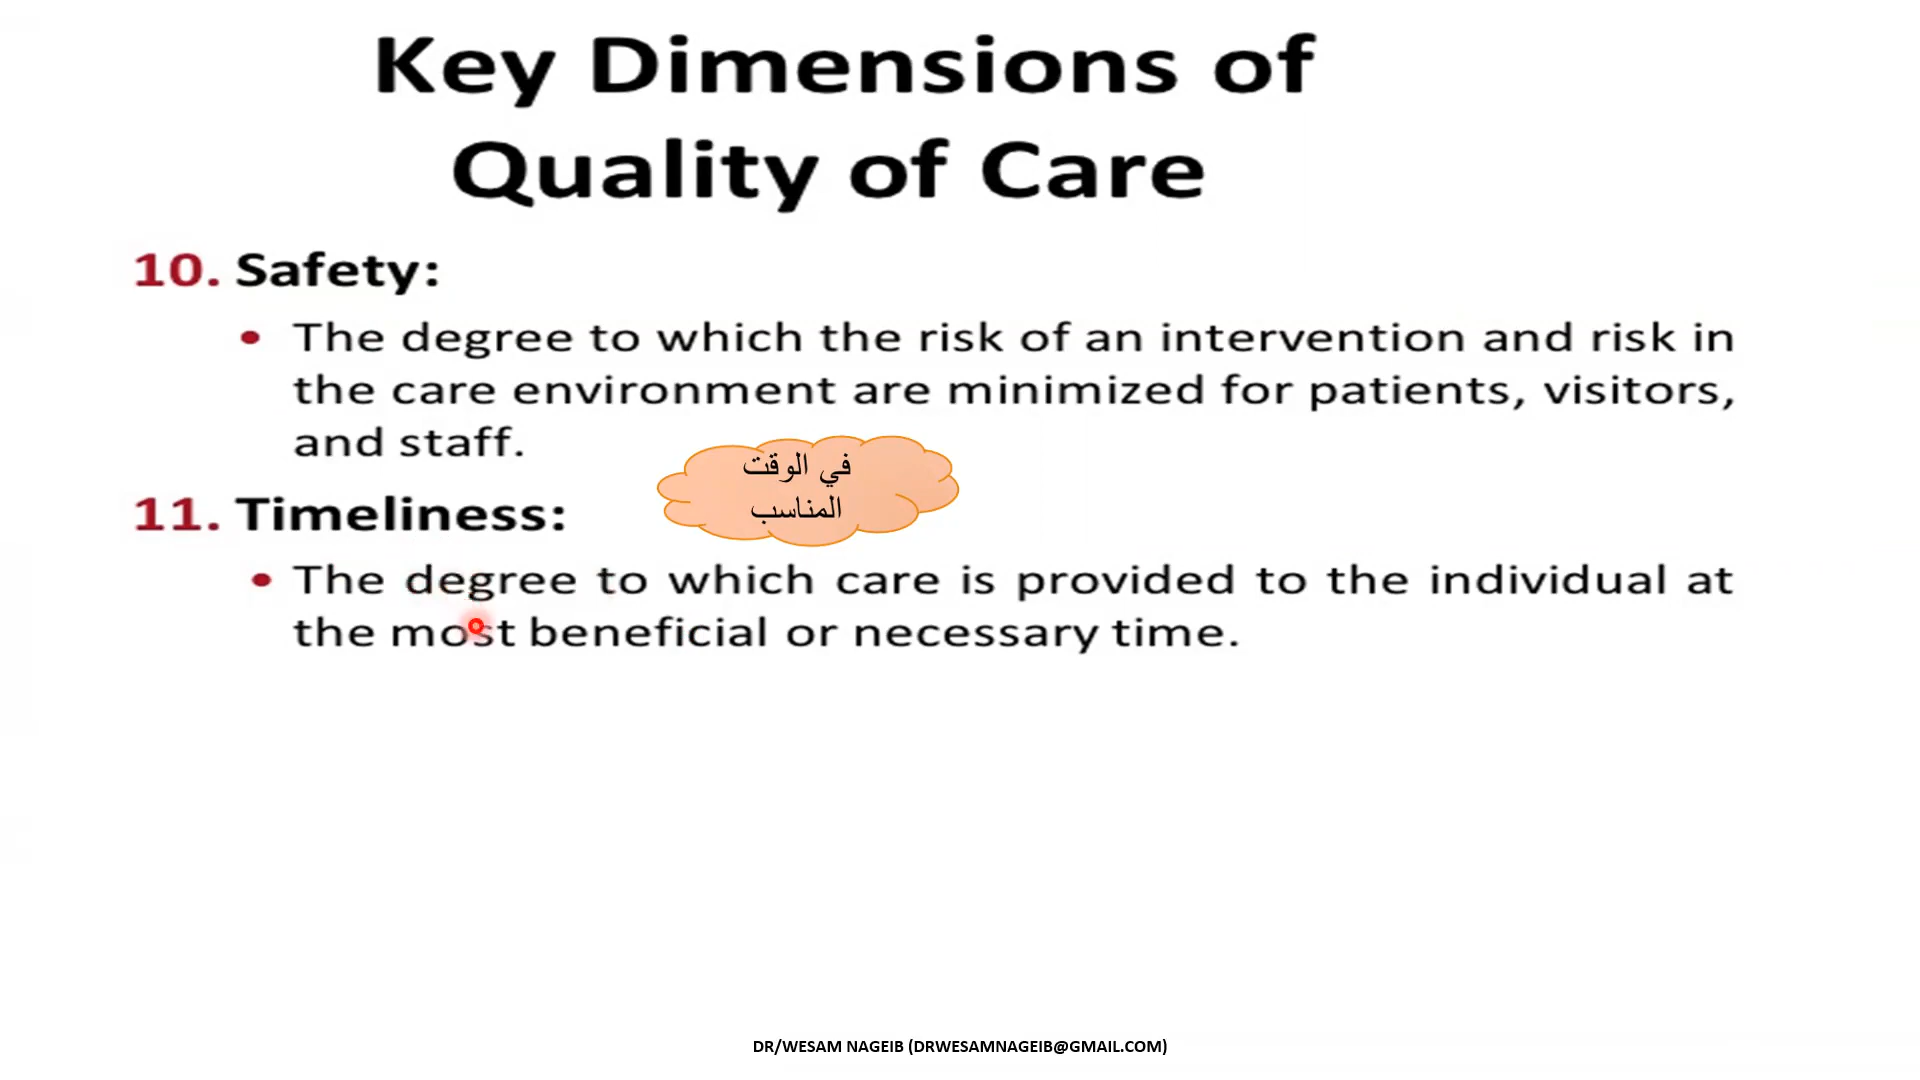 Key Dimensions of
Quality of Care
10. Safety:
• The degree to which the risk of an intervention and risk in
the care environment are minimized for patients, visitors,
and staff.
في الوقت
المناسب
11. Timeliness:
• The degree to which care is provided to the individual at
the most beneficial or necessary time.
DR/WESAM NAGEIB (DRWESAMNAGEIB@GMAIL.COM)